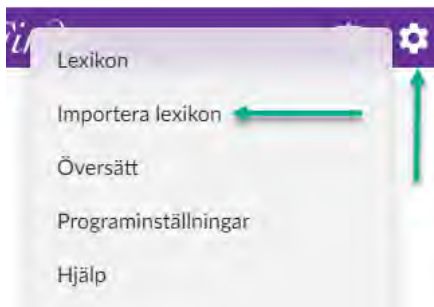 Lexikon
Importera lexikon
Översätt
Programinställningar
Hjälp